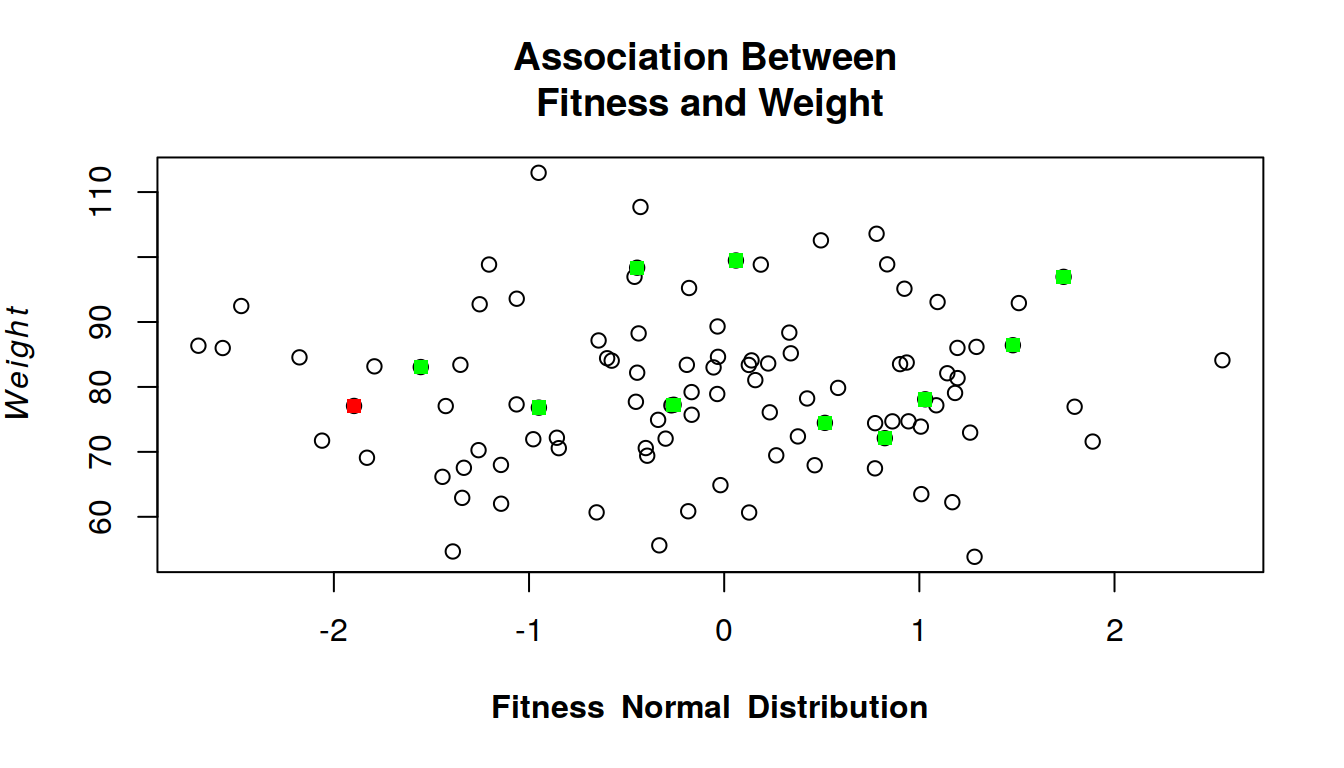 Association Between
Fitness and Weight
Weight
110
90
80
70
60
-2 -1 0 1 2
Fitness Normal Distribution